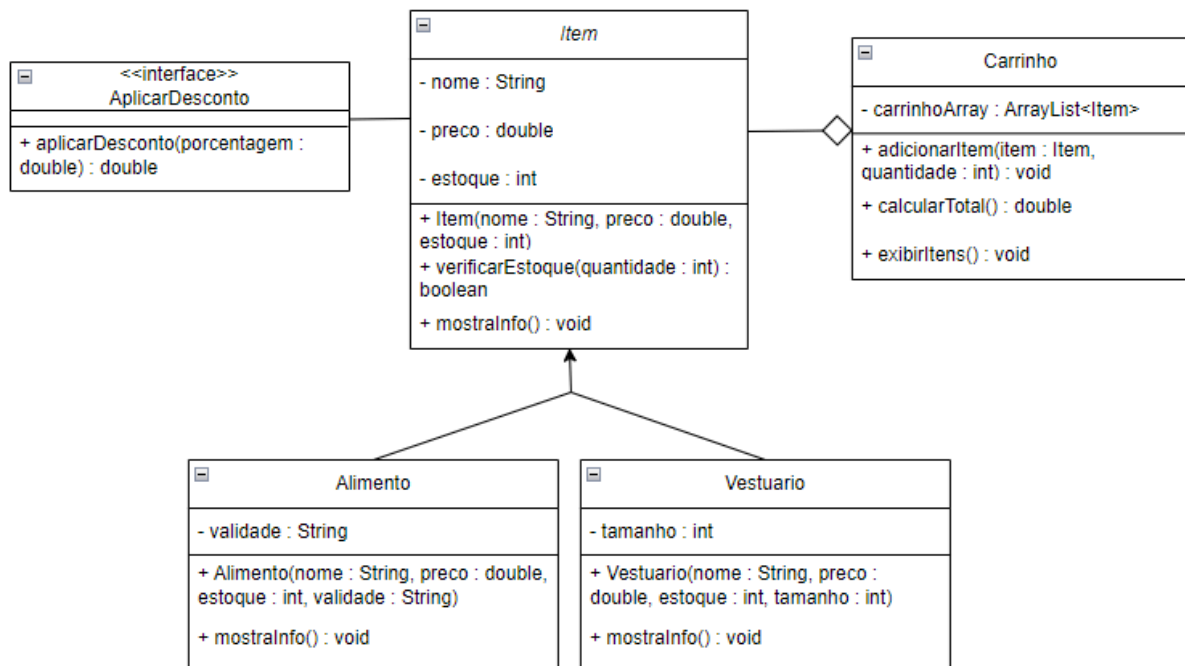 <<interface>>
AplicarDesconto
+ aplicarDesconto(porcentagem :
double) : double
Item
- nome : String
- preco : double
- estoque : int
+ Item(nome : String, preco : double,
estoque : int)
+ verificarEstoque(quantidade : int) :
boolean
+ mostraInfo() : void
Carrinho
- carrinhoArray : ArrayList<Item>
+ adicionarItem(item : Item,
quantidade : int) : void
+ calcularTotal() : double
+ exibirItens() : void
Alimento
- validade : String
+ Alimento(nome : String, preco : double,
estoque : int, validade : String)
+ mostraInfo() : void
Vestuario
- tamanho : int
+ Vestuario(nome : String, preco :
double, estoque : int, tamanho : int)
+ mostraInfo() : void